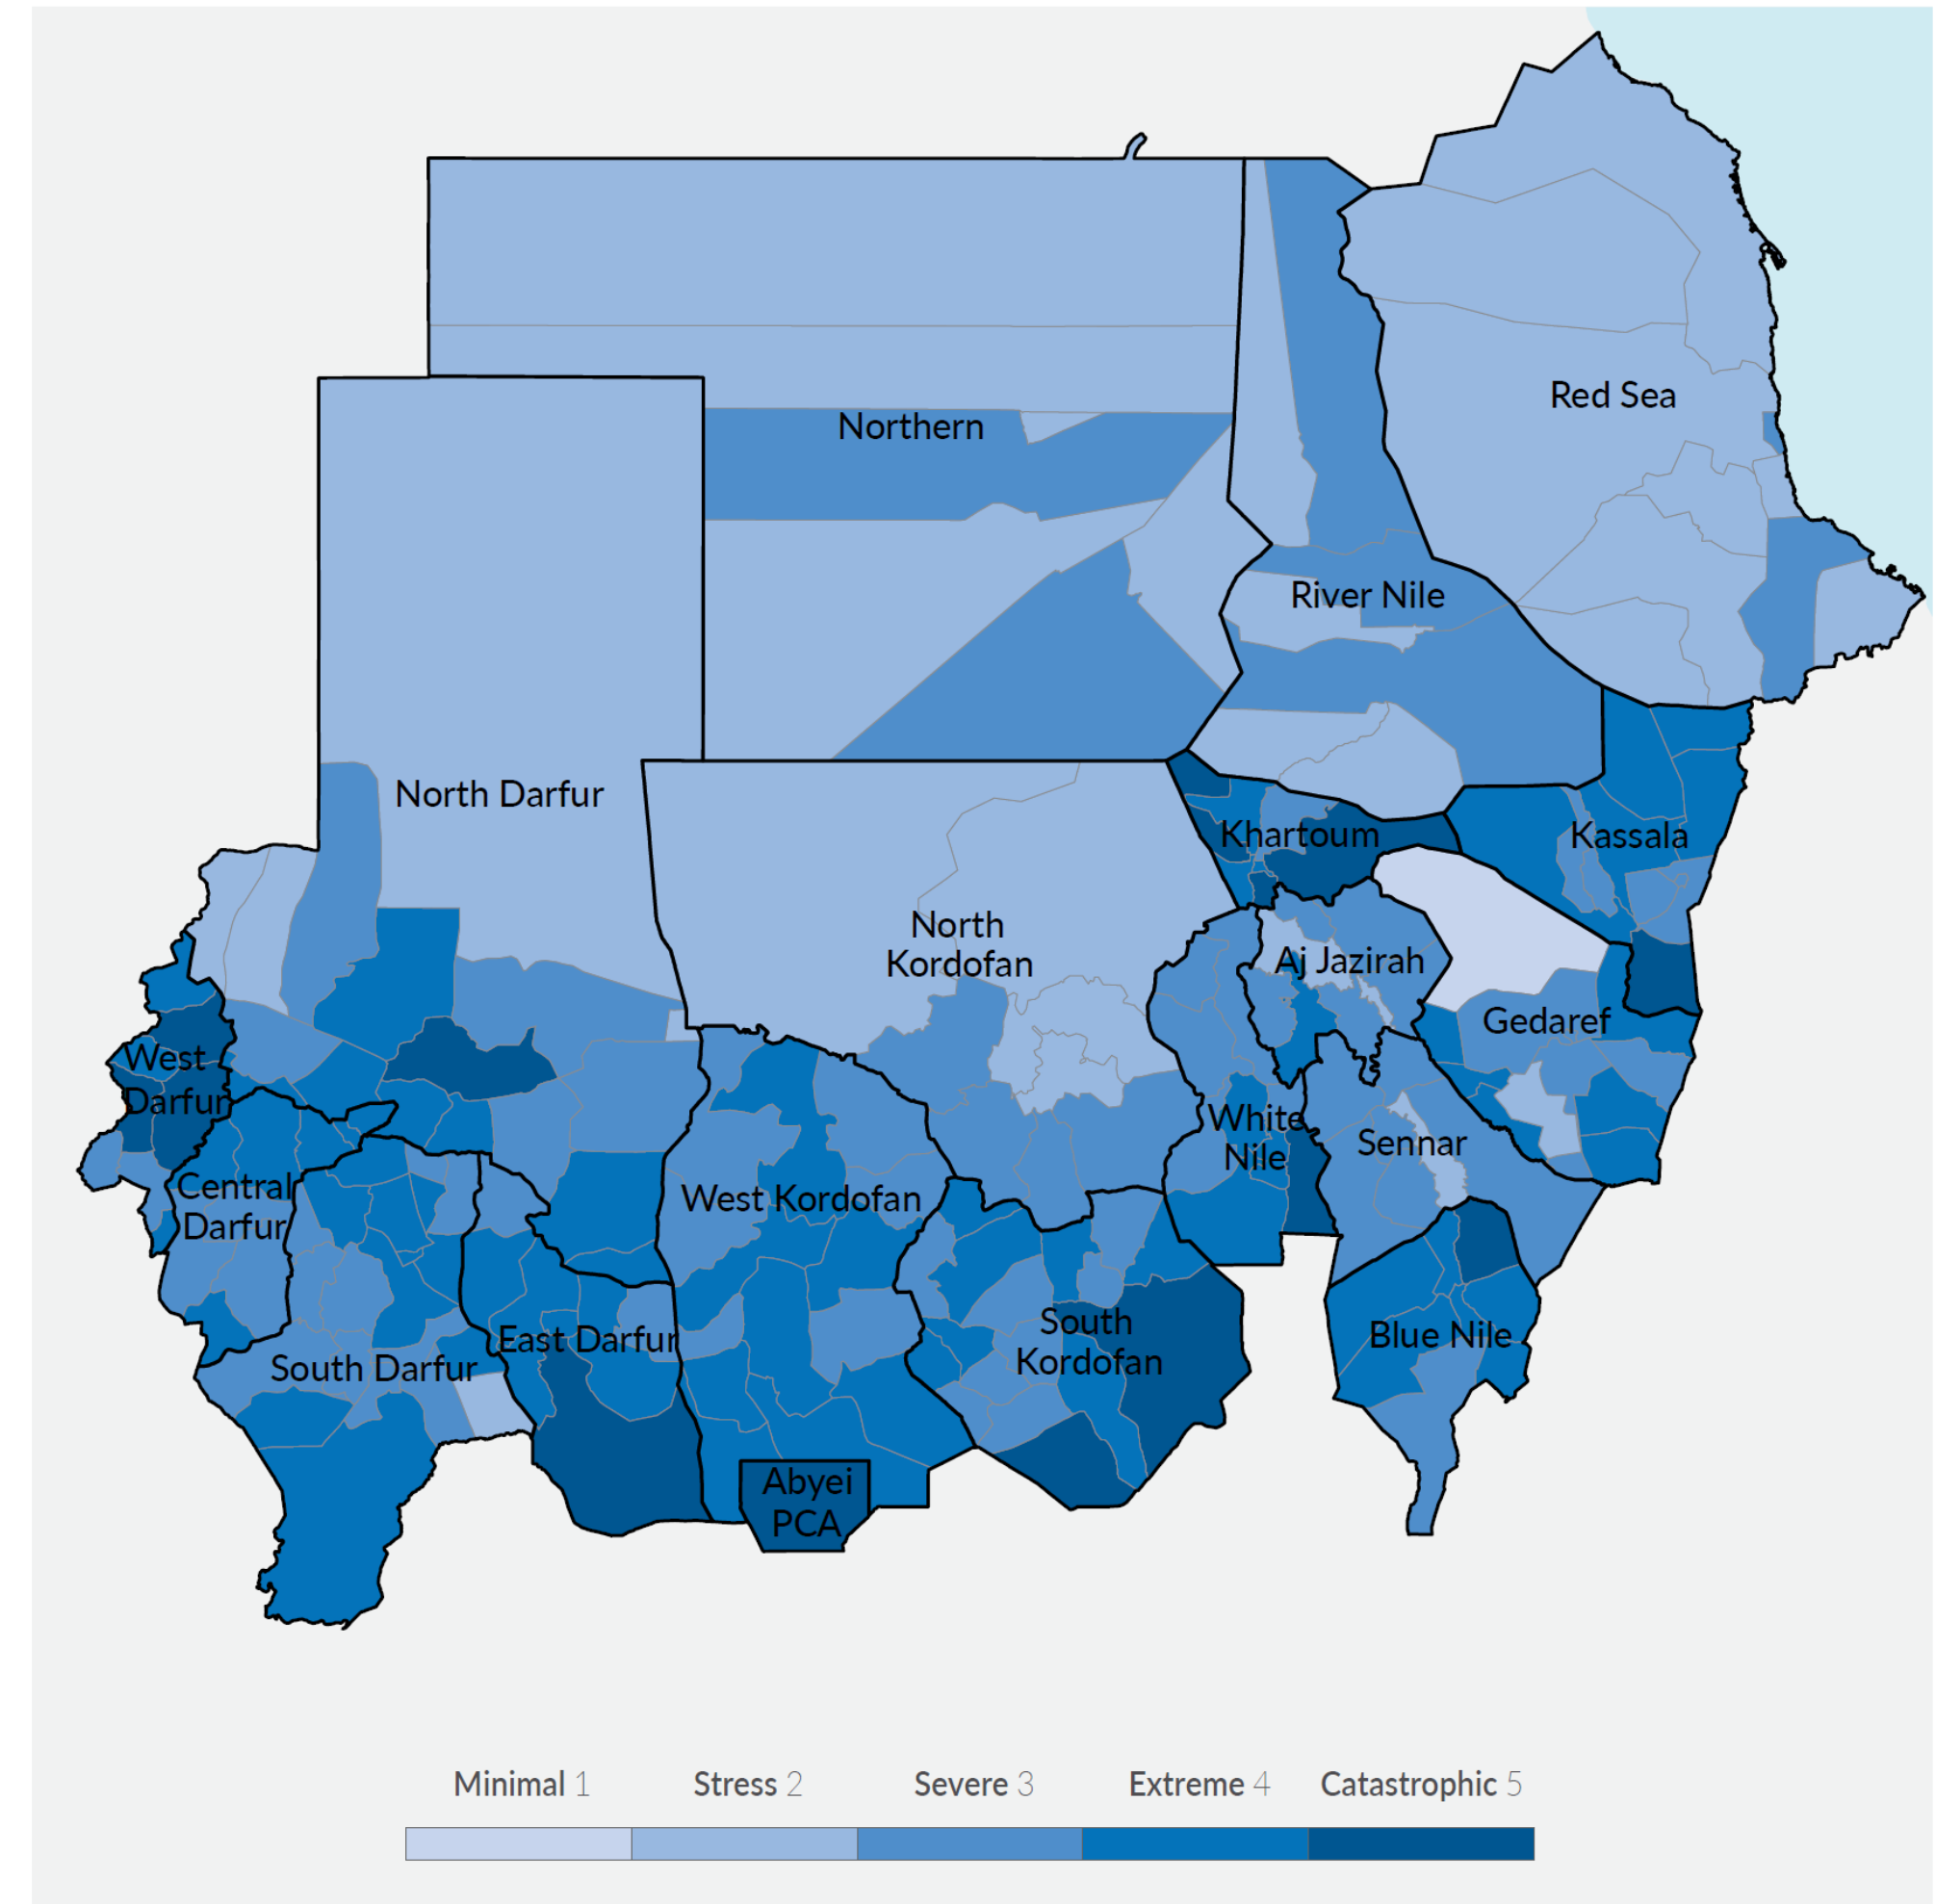 Red Sea
Northern
River Nile
North Darfur
Khartoum
Kassala
North
Kordofan
Aj Jazirah
Gedaref
West
Darfur
White
Nile
Sennar
Central
Darfur
West Kordofan
South
Kordofan
Blue Nile
East Darfur
South Darfur
Abyei
PCA
Minimal 1 Stress 2 Severe 3 Extreme 4 Catastrophic 5